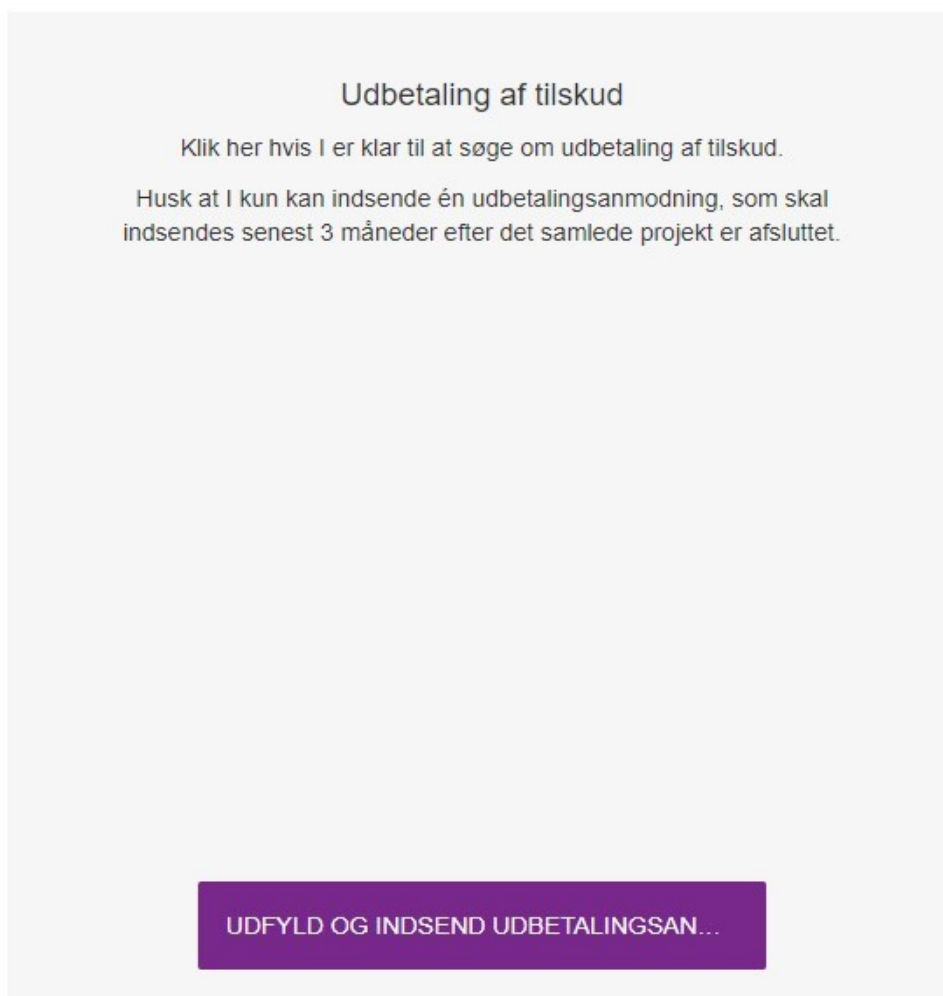 Udbetaling af tilskud
Klik her hvis I er klar til at søge om udbetaling af tilskud.
Husk at I kun kan indsende én udbetalingsanmodning, som skal
indsendes senest 3 måneder efter det samlede projekt er afsluttet.
UDFYLD OG INDSEND UDBETALINGSAN...